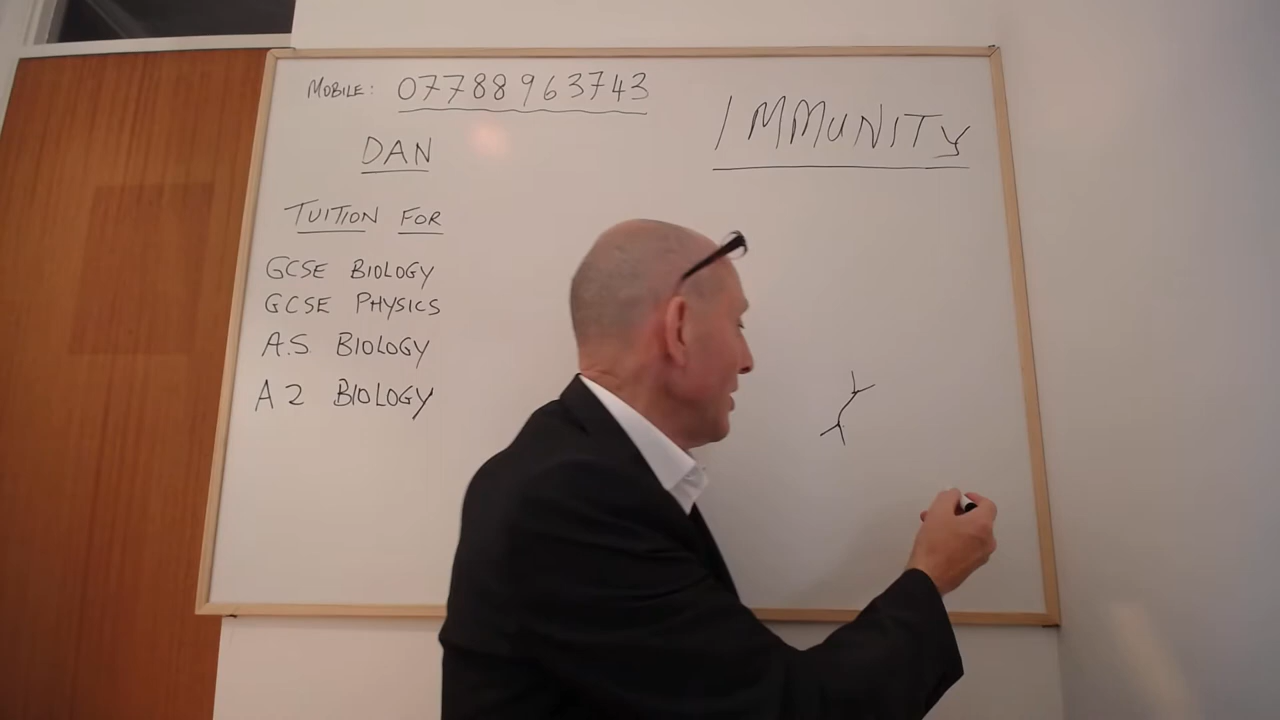 MOBILE: 07788963743
DAN
TUITION FOR
GCSE BIOLOGY
GCSE PHYSICS
A.S. BIOLOGY
A2 BIOLOGY
IMMUNITY